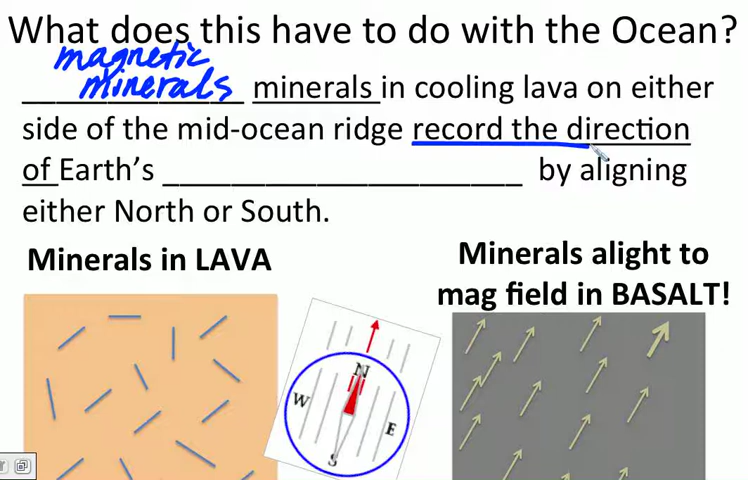 What does this have to do with the Ocean?
magnetic
minerals minerals in cooling lava on either
side of the mid-ocean ridge record the direction
of Earth's ______________________ by aligning
either North or South.
Minerals in LAVA
Minerals alight to
mag field in BASALT!
N
W
E
S